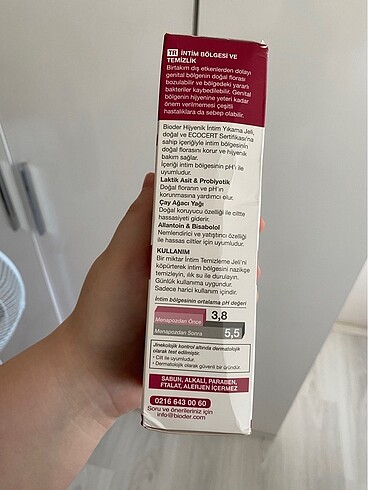 TR İNTİM BÖLGESİ VE
TEMİZLİK
Birtakım dış etkenlerden dolayı
genital bölgenin doğal florası
bozulabilir ve bölgedeki yararlı
bakteriler kaybedilebilir. Genital
bölgenin hijyenine yeteri kadar
önem verilmemesi çeşitli
hastalıklara da sebep olabilir.
Bioder Hijyenik İntim Yıkama Jeli,
doğal ve ECOCERT Sertifikası'na
sahip içeriğiyle intim bölgesinin
doğal florasını korur ve hijyenik
bakım sağlar.
İçeriği intim bölgesinin pH'ı ile
uyumludur.
Laktik Asit & Probiyotik
Doğal floranın ve pH'ın
korunmasına yardımcı olur.
Çay Ağacı Yağı
Doğal koruyucu özelliği ile ciltte
hassasiyeti giderir.
Allantoin & Bisabolol
Nemlendirici ve yatıştırıcı özelliği
ile hassas ciltler için uyumludur.
KULLANIM
Bir miktar İntim Temizleme Jeli'ni
köpürterek intim bölgesini nazikçe
temizleyin, ılık su ile durulayın.
Günlük kullanıma uygundur.
Sadece harici kullanım içindir.
İntim bölgesinin ortalama pH değeri
Menapozdan Önce 3,8
Menapozdan Sonra 5,5
Jinekolojik kontrol altında dermatolojik
olarak test edilmiştir.
• Cilt ile uyumludur.
• Dermatolojik olarak güvenli bir üründür.
SABUN, ALKALİ, PARABEN,
FTALAT, ALERJEN İÇERMEZ
0216 643 00 60
Soru ve önerileriniz için
info@bioder.com